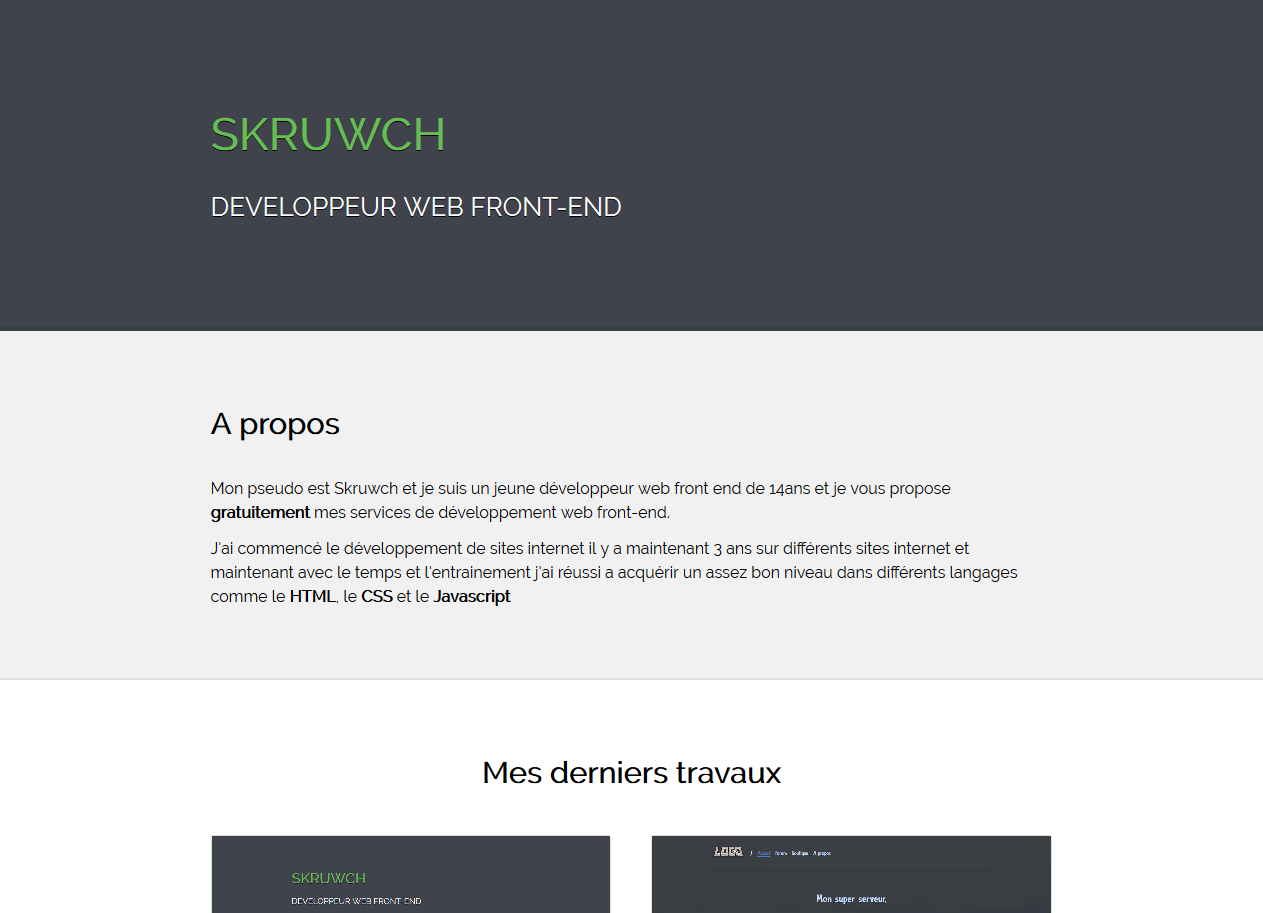 SKRUWCH
DEVELOPPEUR WEB FRONT-END
A propos
Mon pseudo est Skruwch et je suis un jeune développeur web front end de 14ans et je vous propose
gratuitement mes services de développement web front-end.
J'ai commencé le développement de sites internet il y a maintenant 3 ans sur différents sites internet et
maintenant avec le temps et l'entrainement j'ai réussi a acquérir un assez bon niveau dans différents langages
comme le HTML, le CSS et le Javascript
Mes derniers travaux
SKRUWCH
DEVELOPPEUR WEB FRONT-END
LOGO / Accueil Forum Boutique A propos
Mon super serveur,